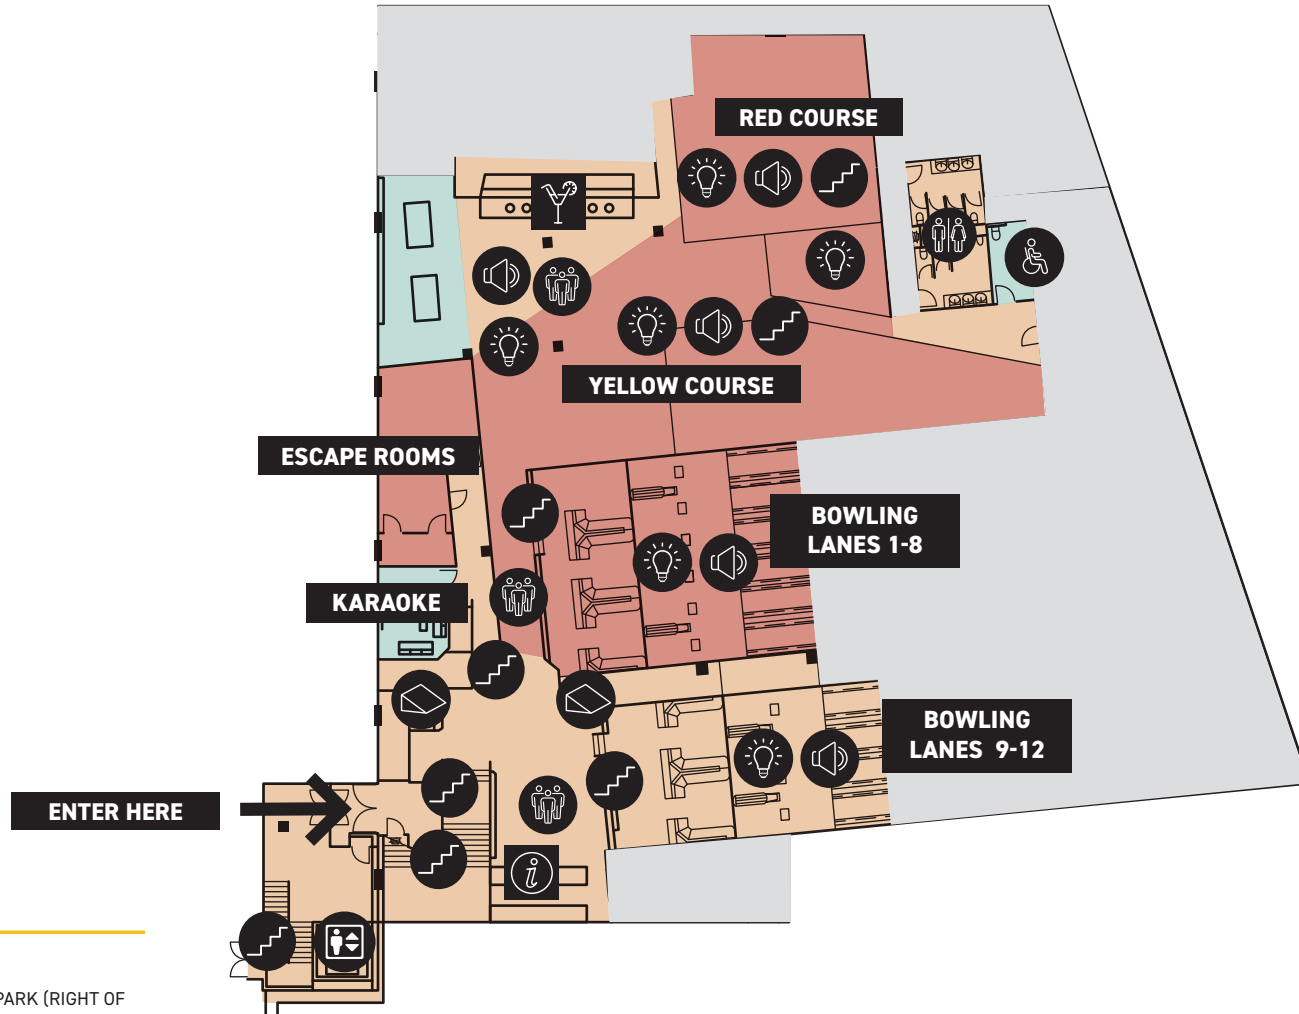 RED COURSE
YELLOW COURSE
ESCAPE ROOMS
BOWLING
LANES 1-8
KARAOKE
BOWLING
LANES 9-12
ENTER HERE
i
PARK (RIGHT OF